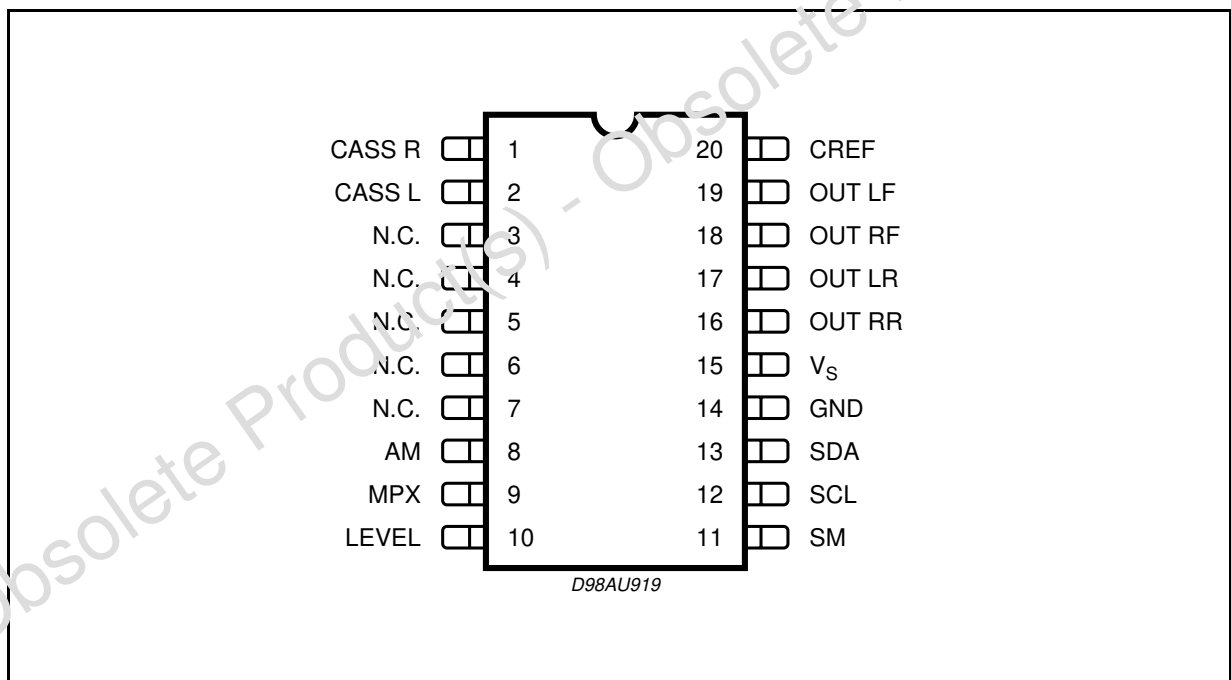 CASS R 1 20 CREF
CASS L 2 19 OUT LF
N.C. 3 18 OUT RF
N.C. 4 17 OUT LR
N.C. 5 16 OUT RR
N.C. 6 15 VS
N.C. 7 14 GND
AM 8 13 SDA
MPX 9 12 SCL
LEVEL 10 11 SM
D98AU919
Obsolete Product(s) - Obsolete